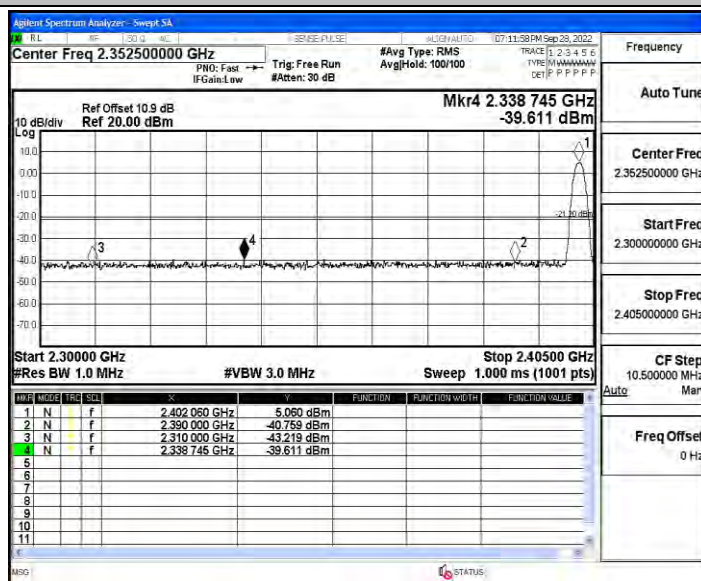 Agilent Spectrum Analyzer - Swept SA
RL RF 50 Ω AC SENSE:PULSE ALIGN AUTO 07:11:58 PM Sep 28, 2022
Center Freq 2.352500000 GHz
PNO: Fast
IFGain:Low
Trig: Free Run
#Atten: 30 dB
#Avg Type: RMS
Avg|Hold: 100/100
TRACE 1 2 3 4 5 6
TYPE M W W W W W
DET P P P P P P
Ref Offset 10.9 dB
Ref 20.00 dBm
10 dB/div
Log
Mkr4 2.338 745 GHz
-39.611 dBm
10.0
0.00
-10.0
-20.0
-30.0
-40.0
-50.0
-60.0
-70.0
1
2
3
4
Start 2.30000 GHz
Stop 2.40500 GHz
#Res BW 1.0 MHz
#VBW 3.0 MHz
Sweep 1.000 ms (1001 pts)
MKR MODE TRC SCL X Y FUNCTION FUNCTION WIDTH FUNCTION VALUE
1 N f 2.402 060 GHz 5.060 dBm
2 N f 2.390 000 GHz -40.759 dBm
3 N f 2.310 000 GHz -43.219 dBm
4 N f 2.338 745 GHz -39.611 dBm
5
6
7
8
9
10
11
MSG
STATUS
Frequency
Auto Tune
Center Freq
2.352500000 GHz
Start Freq
2.300000000 GHz
Stop Freq
2.405000000 GHz
CF Step
10.500000 MHz
Auto Man
Freq Offset
0 Hz